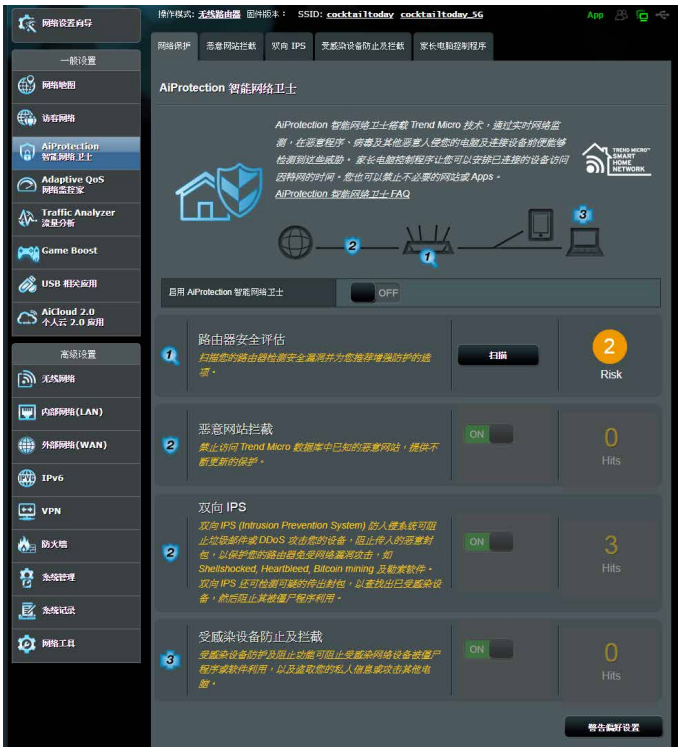 网络设置向导
操作模式: 无线路由器 固件版本: SSID: cocktailtoday cocktailtoday_5G
App
网络保护 恶意网站拦截 双向 IPS 受感染设备防止及拦截 家长电脑控制程序
一般设置
网络地图
访客网络
AiProtection
智能网络卫士
Adaptive QoS
网络监控家
Traffic Analyzer
流量分析
Game Boost
USB 相关应用
AiCloud 2.0
个人云 2.0 应用
高级设置
无线网络
内部网络(LAN)
外部网络(WAN)
IPv6
VPN
防火墙
系统管理
系统记录
网络工具
AiProtection 智能网络卫士
AiProtection 智能网络卫士搭载 Trend Micro 技术，通过实时网络监
测，在恶意程序、病毒及其他恶意人侵您的电脑及连接设备前便能够
检测到这些威胁。 家长电脑控制程序让您可以安排已连接的设备访问
因特网的时间。您也可以禁止不必要的网站或 Apps。
AiProtection 智能网络卫士 FAQ
TREND MICRO™
SMART
HOME
NETWORK
2
1
3
启用 AiProtection 智能网络卫士
OFF
1
路由器安全评估
扫描您的路由器检测安全漏洞并为您推荐增强防护的选
项。
扫描
2
Risk
2
恶意网站拦截
禁止访问 Trend Micro 数据库中已知的恶意网站，提供不
断更新的保护。
ON
0
Hits
2
双向 IPS
双向 IPS (Intrusion Prevention System) 防人侵系统可阻
止垃圾邮件或 DDoS 攻击您的设备，阻止传人的恶意封
包，以保护您的路由器免受网络漏洞攻击，如
Shellshocked, Heartbleed, Bitcoin mining 及勒索软件。
双向 IPS 还可检测可疑的传出封包，以查找出已受感染设
备，然后阻止其被僵尸程序利用。
ON
3
Hits
3
受感染设备防止及拦截
受感染设备防护及阻止功能可阻止受感染网络设备被僵尸
程序或软件利用，以及盗取您的私人信息或攻击其他电
脑。
ON
0
Hits
警告偏好设置